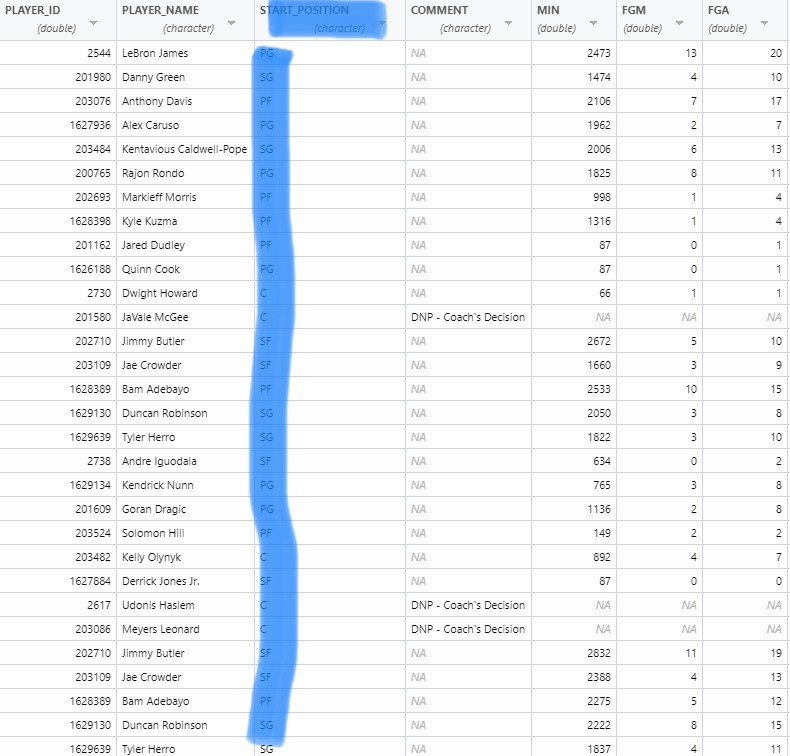 PLAYER_ID PLAYER_NAME START_POSITION COMMENT MIN FGM FGA
(double) (character) (character) (character) (double) (double) (double)
2544 LeBron James PG NA 2473 13 20
201980 Danny Green SG NA 1474 4 10
203076 Anthony Davis PF NA 2106 7 17
1627936 Alex Caruso PG NA 1962 2 7
203484 Kentavious Caldwell-Pope SG NA 2006 6 13
200765 Rajon Rondo PG NA 1825 8 11
202693 Markieff Morris PF NA 998 1 4
1628398 Kyle Kuzma PF NA 1316 1 4
201162 Jared Dudley PF NA 87 0 1
1626188 Quinn Cook PG NA 87 0 1
2730 Dwight Howard C NA 66 1 1
201580 JaVale McGee C DNP - Coach's Decision NA NA NA
202710 Jimmy Butler SF NA 2672 5 10
203109 Jae Crowder SF NA 1660 3 9
1628389 Bam Adebayo PF NA 2533 10 15
1629130 Duncan Robinson SG NA 2050 3 8
1629639 Tyler Herro SG NA 1822 3 10
2738 Andre Iguodala SF NA 634 0 2
1629134 Kendrick Nunn PG NA 765 3 8
201609 Goran Dragic PG NA 1136 2 8
203524 Solomon Hill PF NA 149 2 2
203482 Kelly Olynyk C NA 892 4 7
1627884 Derrick Jones Jr. SF NA 87 0 0
2617 Udonis Haslem C DNP - Coach's Decision NA NA NA
203086 Meyers Leonard C DNP - Coach's Decision NA NA NA
202710 Jimmy Butler SF NA 2832 11 19
203109 Jae Crowder SF NA 2388 4 13
1628389 Bam Adebayo PF NA 2275 5 12
1629130 Duncan Robinson SG NA 2222 8 15
1629639 Tyler Herro SG NA 1837 4 11